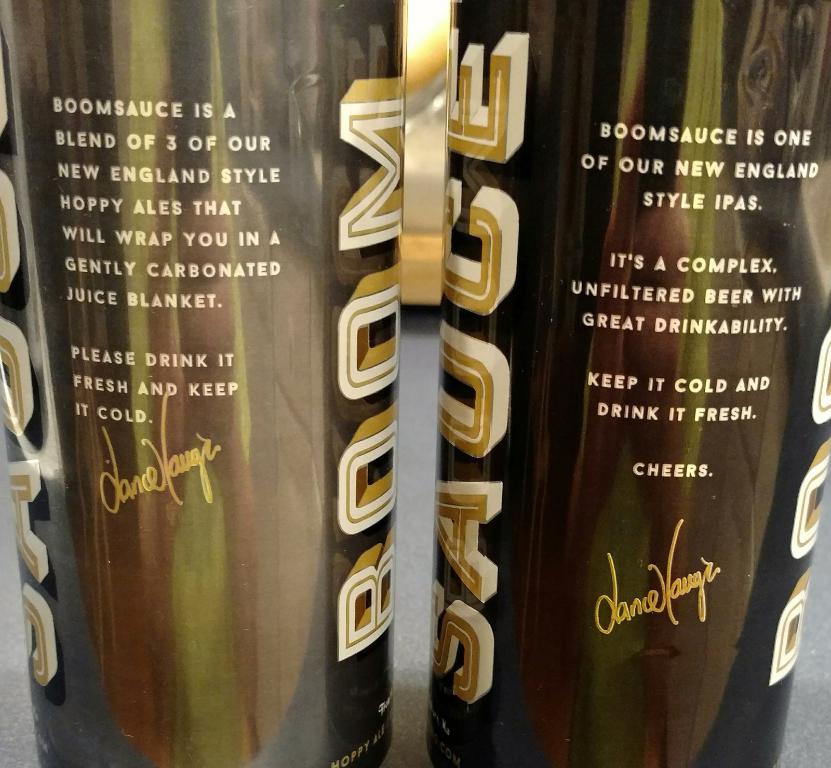 BOOMSAUCE IS A
BLEND OF 3 OF OUR
NEW ENGLAND STYLE
HOPPY ALES THAT
WILL WRAP YOU IN A
GENTLY CARBONATED
JUICE BLANKET.
PLEASE DRINK IT
FRESH AND KEEP
IT COLD.
BOOM
HOPPY ALE
SAUCE
BOOMSAUCE IS ONE
OF OUR NEW ENGLAND
STYLE IPAS.
IT'S A COMPLEX,
UNFILTERED BEER WITH
GREAT DRINKABILITY.
KEEP IT COLD AND
DRINK IT FRESH.
CHEERS.